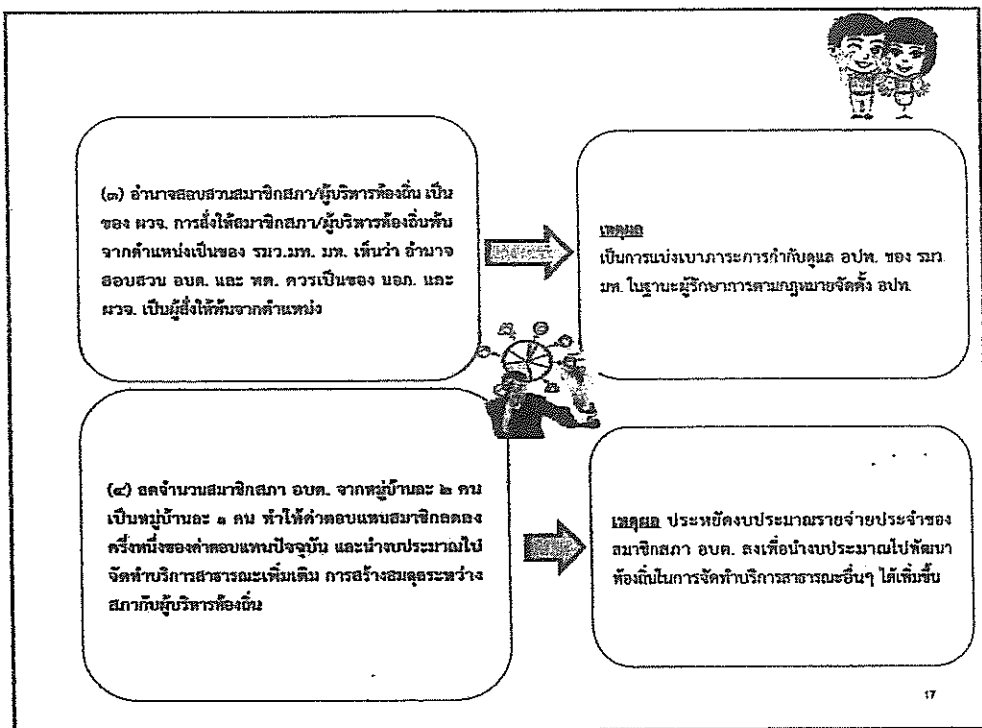 (๓) อำนาจสอบสวนสมาชิกสภา/ผู้บริหารท้องถิ่น เป็น
ของ ผวจ. การสั่งให้สมาชิกสภา/ผู้บริหารท้องถิ่นพ้น
จากตำแหน่งเป็นของ รมว.มท. มท. เห็นว่า อำนาจ
สอบสวน อบต. และ ทต. ควรเป็นของ นอภ. และ
ผวจ. เป็นผู้สั่งให้พ้นจากตำแหน่ง
เหตุผล
เป็นการแบ่งเบาภาระการกำกับดูแล อปท. ของ รมว.
มท. ในฐานะผู้รักษาการตามกฎหมายจัดตั้ง อปท.
(๔) ลดจำนวนสมาชิกสภา อบต. จากหมู่บ้านละ ๒ คน
เป็นหมู่บ้านละ ๑ คน ทำให้ค่าตอบแทนสมาชิกลดลง
ครึ่งหนึ่งของค่าตอบแทนปัจจุบัน และนำงบประมาณไป
จัดทำบริการสาธารณะเพิ่มเติม การสร้างสมดุลระหว่าง
สภากับผู้บริหารท้องถิ่น
เหตุผล ประหยัดงบประมาณรายจ่ายประจำของ
สมาชิกสภา อบต. ลงเพื่อนำงบประมาณไปพัฒนา
ท้องถิ่นในการจัดทำบริการสาธารณะอื่นๆ ได้เพิ่มขึ้น
17